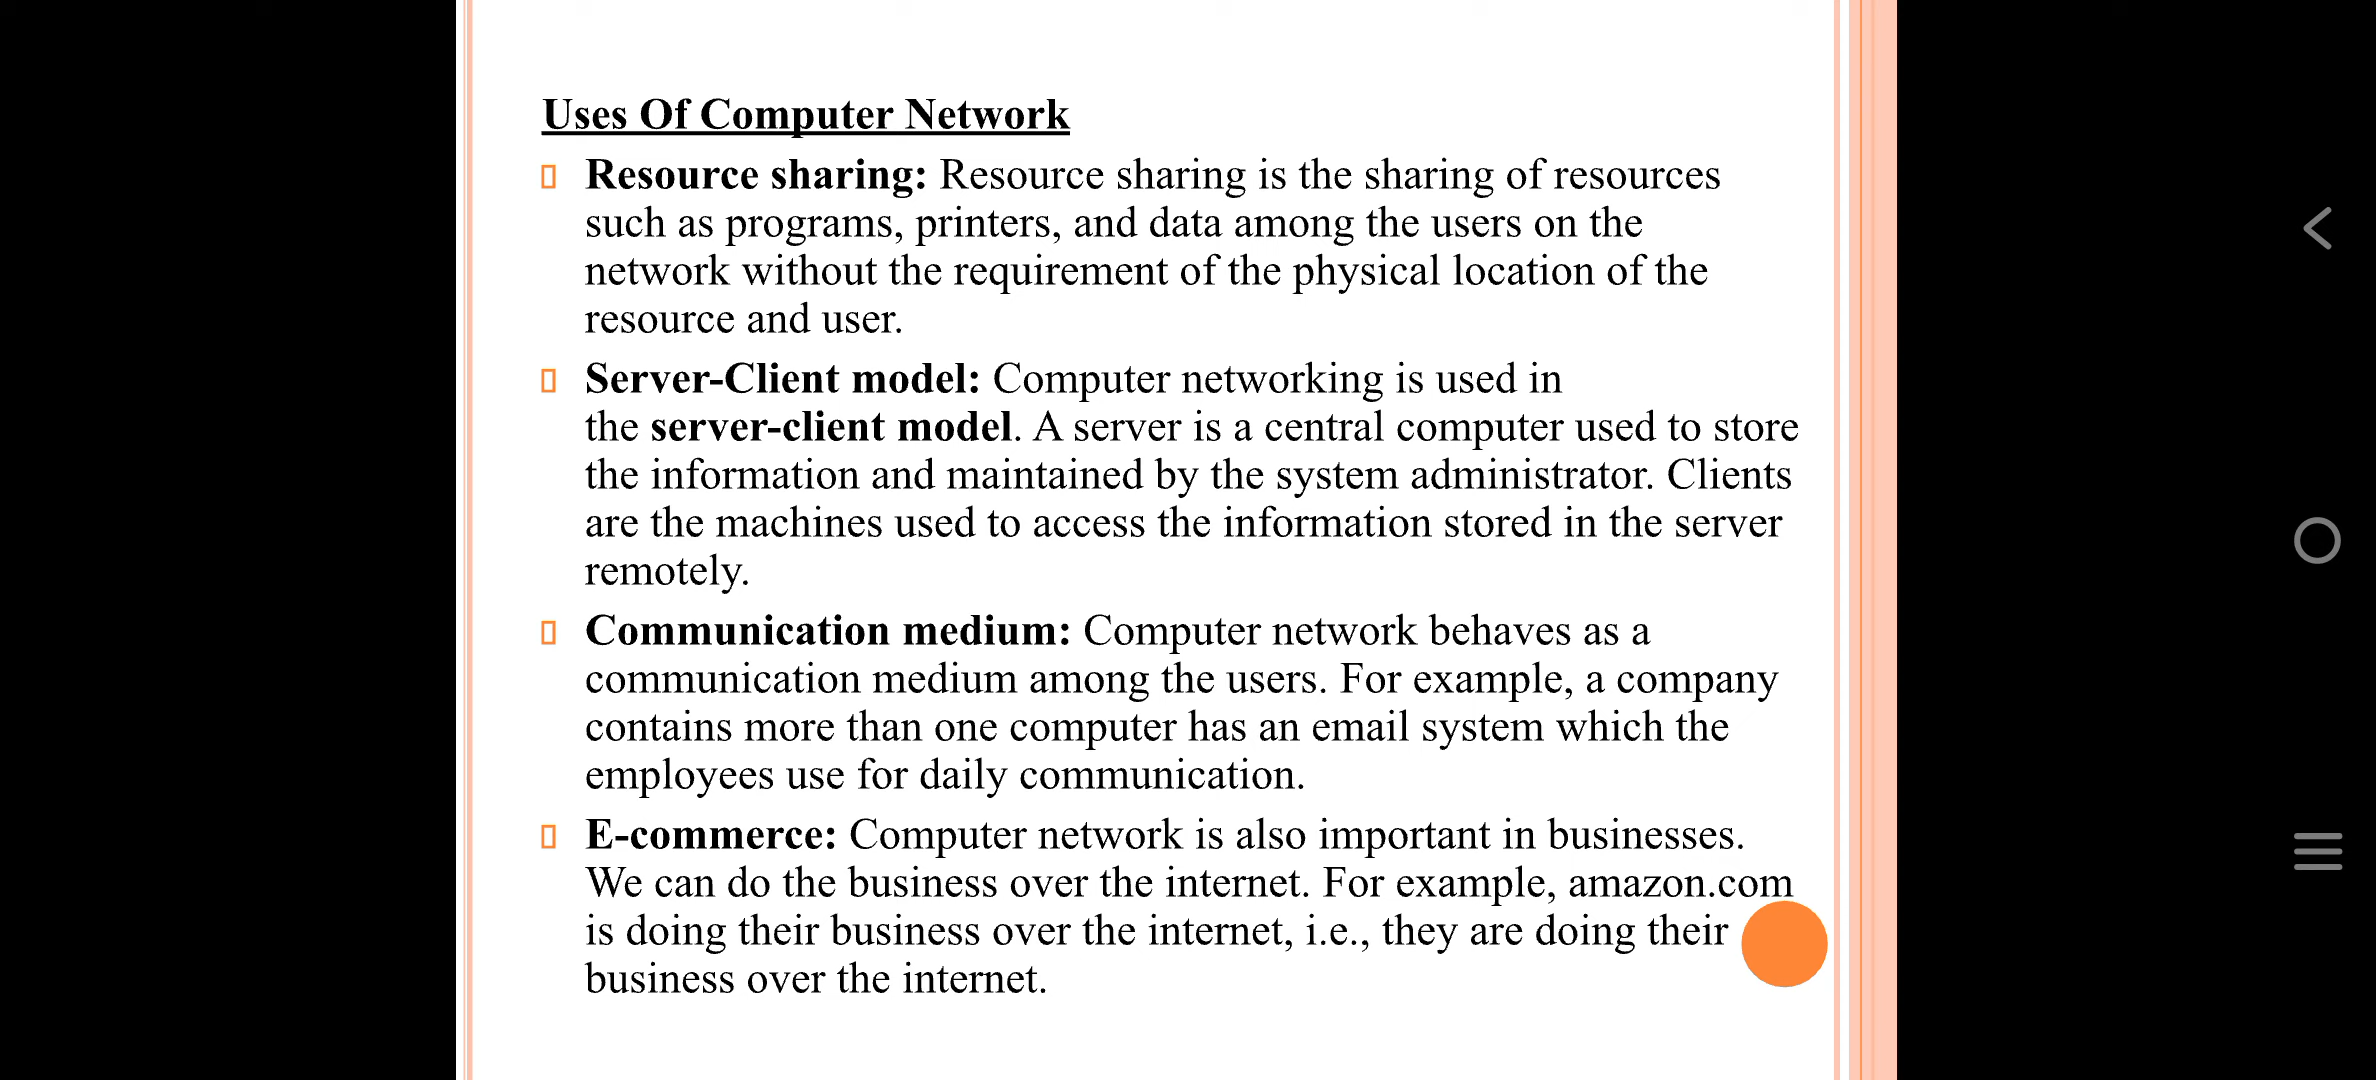 Uses Of Computer Network
Resource sharing: Resource sharing is the sharing of resources
such as programs, printers, and data among the users on the
network without the requirement of the physical location of the
resource and user.
Server-Client model: Computer networking is used in
the server-client model. A server is a central computer used to store
the information and maintained by the system administrator. Clients
are the machines used to access the information stored in the server
remotely.
Communication medium: Computer network behaves as a
communication medium among the users. For example, a company
contains more than one computer has an email system which the
employees use for daily communication.
E-commerce: Computer network is also important in businesses.
We can do the business over the internet. For example, amazon.com
is doing their business over the internet, i.e., they are doing their
business over the internet.